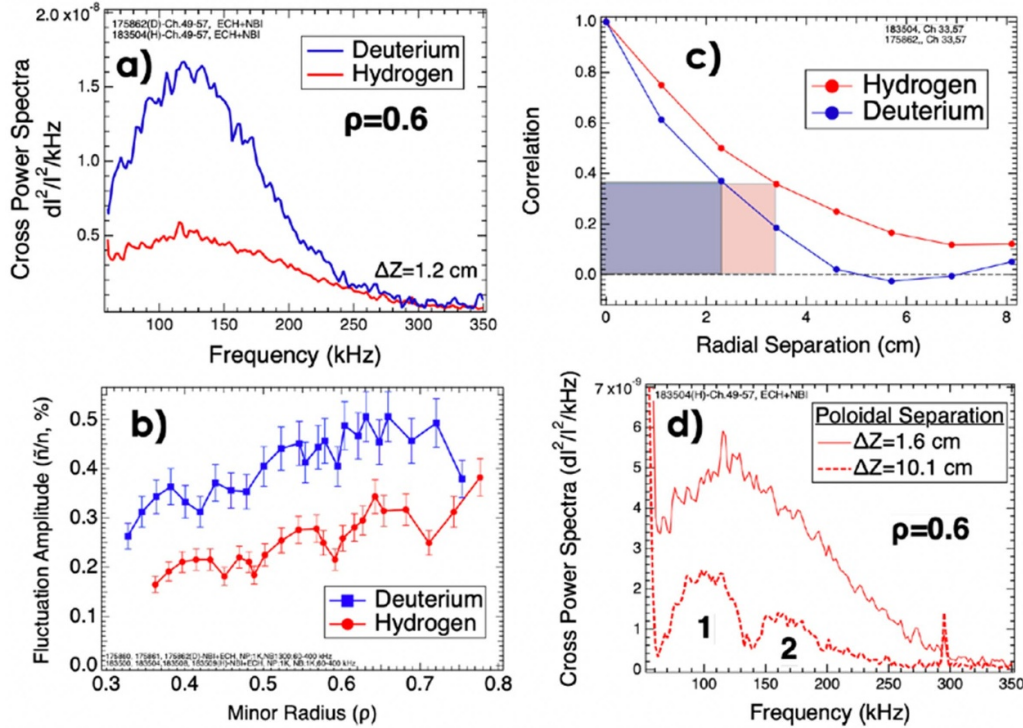 a)
2.0x10⁻⁸
175862(D)-Ch.49-57, ECH+NBI
183504(H)-Ch.49-57, ECH+NBI
Deuterium
Hydrogen
ρ=0.6
1.5
1.0
0.5
Cross Power Spectra
dI²/I²/kHz
ΔZ=1.2 cm
100 150 200 250 300 350
Frequency (kHz)
c)
183504, Ch 33,57
175862,, Ch 33,57
Hydrogen
Deuterium
1.0
0.8
0.6
0.4
0.2
0.0
Correlation
0 2 4 6 8
Radial Separation (cm)
b)
0.5
0.4
0.3
0.2
0.1
0.0
Fluctuation Amplitude (ñ/n, %)
Deuterium
Hydrogen
0.3 0.4 0.5 0.6 0.7 0.8
Minor Radius (ρ)
d)
7x10⁻⁹
183504(H)-Ch.49-57, ECH+NBI
Poloidal Separation
ΔZ=1.6 cm
ΔZ=10.1 cm
ρ=0.6
6
5
4
3
2
1
0
Cross Power Spectra (dI²/I²/kHz)
1
2
100 150 200 250 300 350
Frequency (kHz)